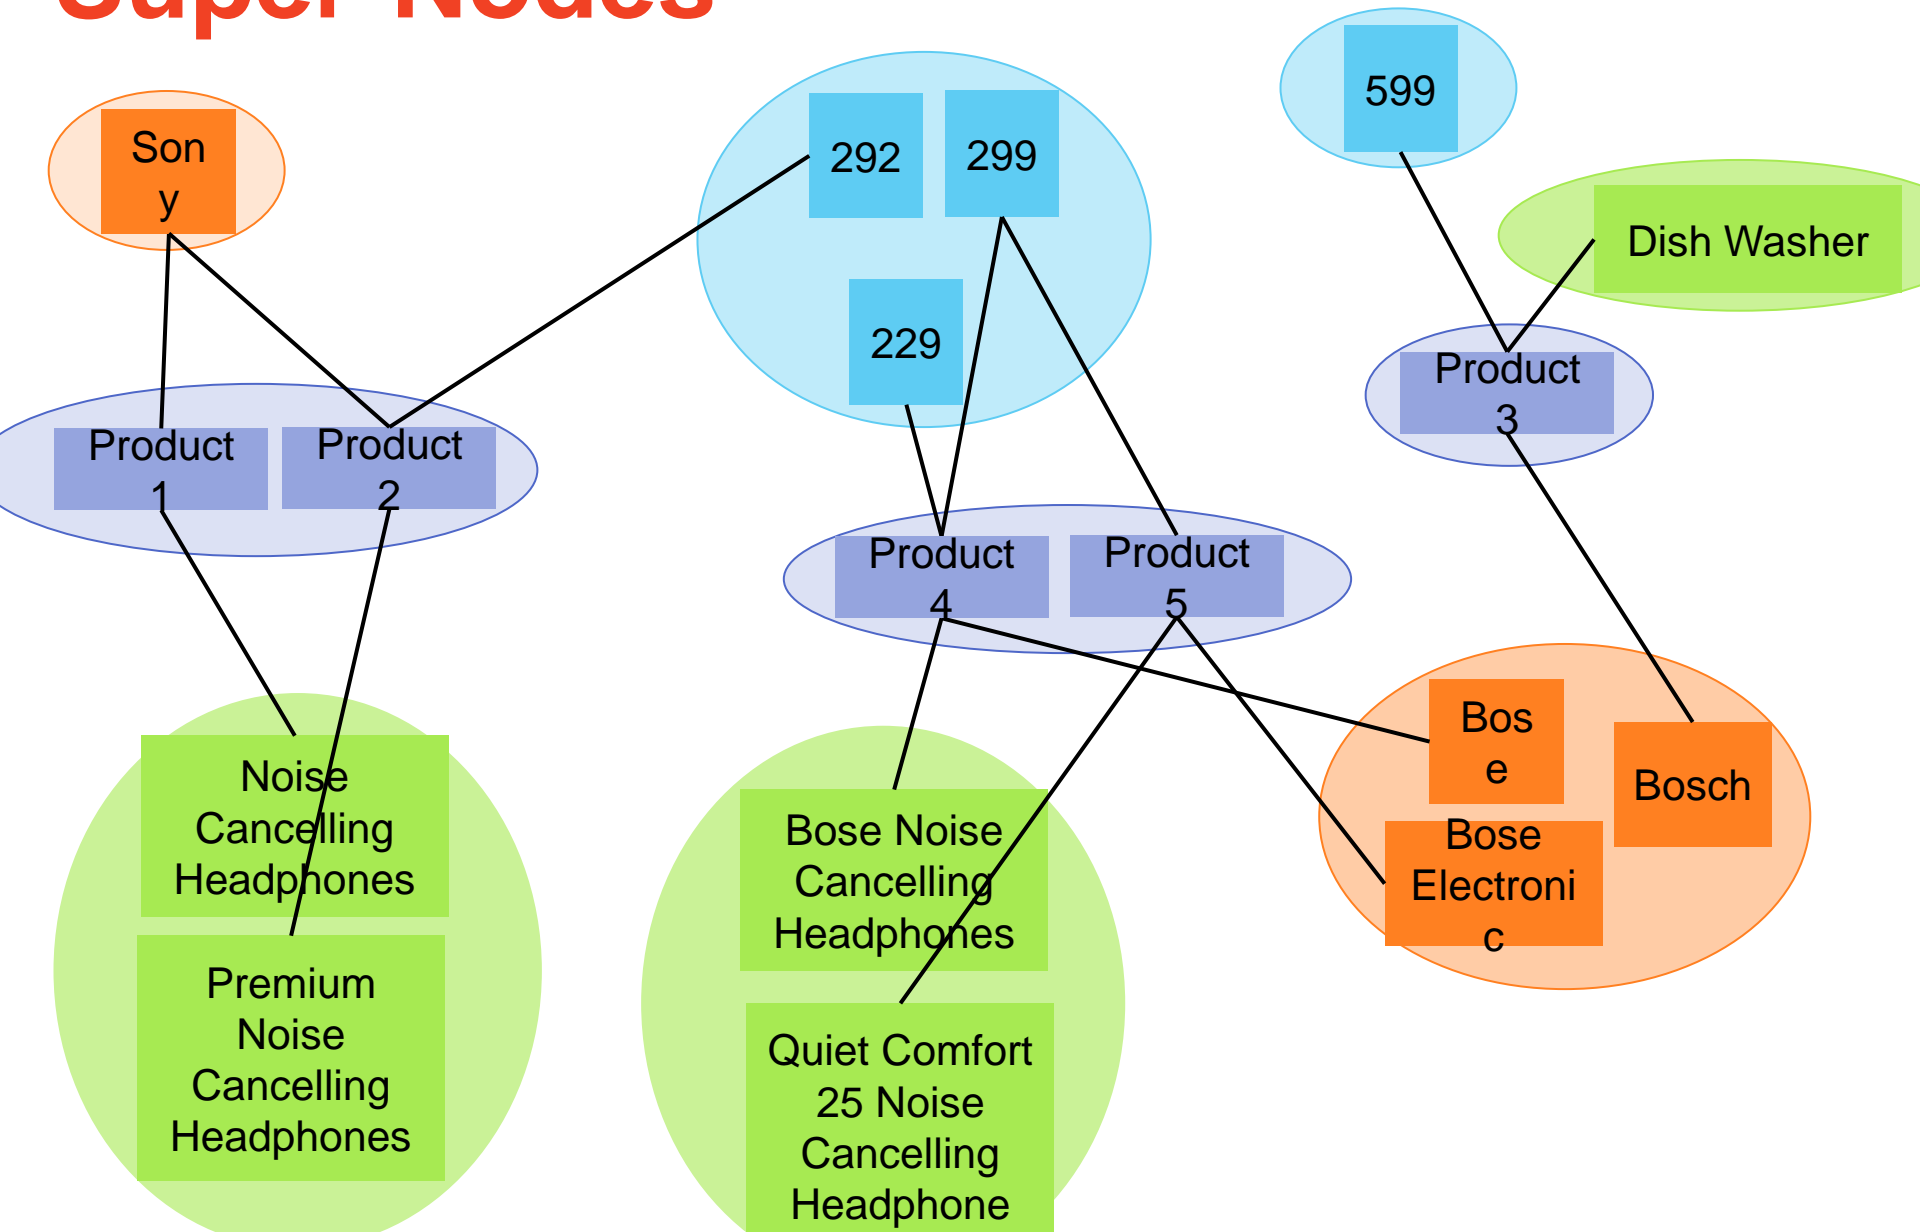 Super Nodes
599
Son
y
292
299
Dish Washer
229
Product
3
Product
1
Product
2
Product
4
Product
5
Bos
e
Bosch
Bose
Electroni
c
Noise
Cancelling
Headphones
Bose Noise
Cancelling
Headphones
Premium
Noise
Cancelling
Headphones
Quiet Comfort
25 Noise
Cancelling
Headphone